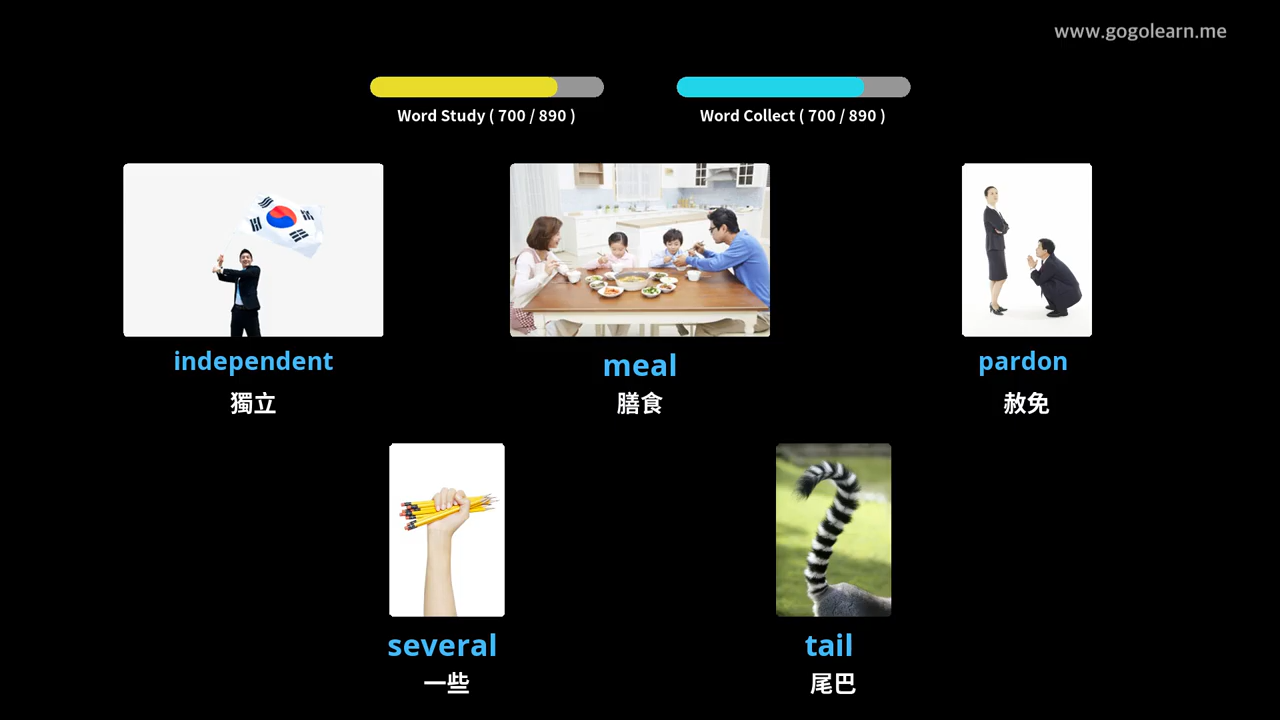 www.gogolearn.me
Word Study ( 700 / 890 )
Word Collect ( 700 / 890 )
independent
獨立
meal
膳食
pardon
赦免
several
一些
tail
尾巴